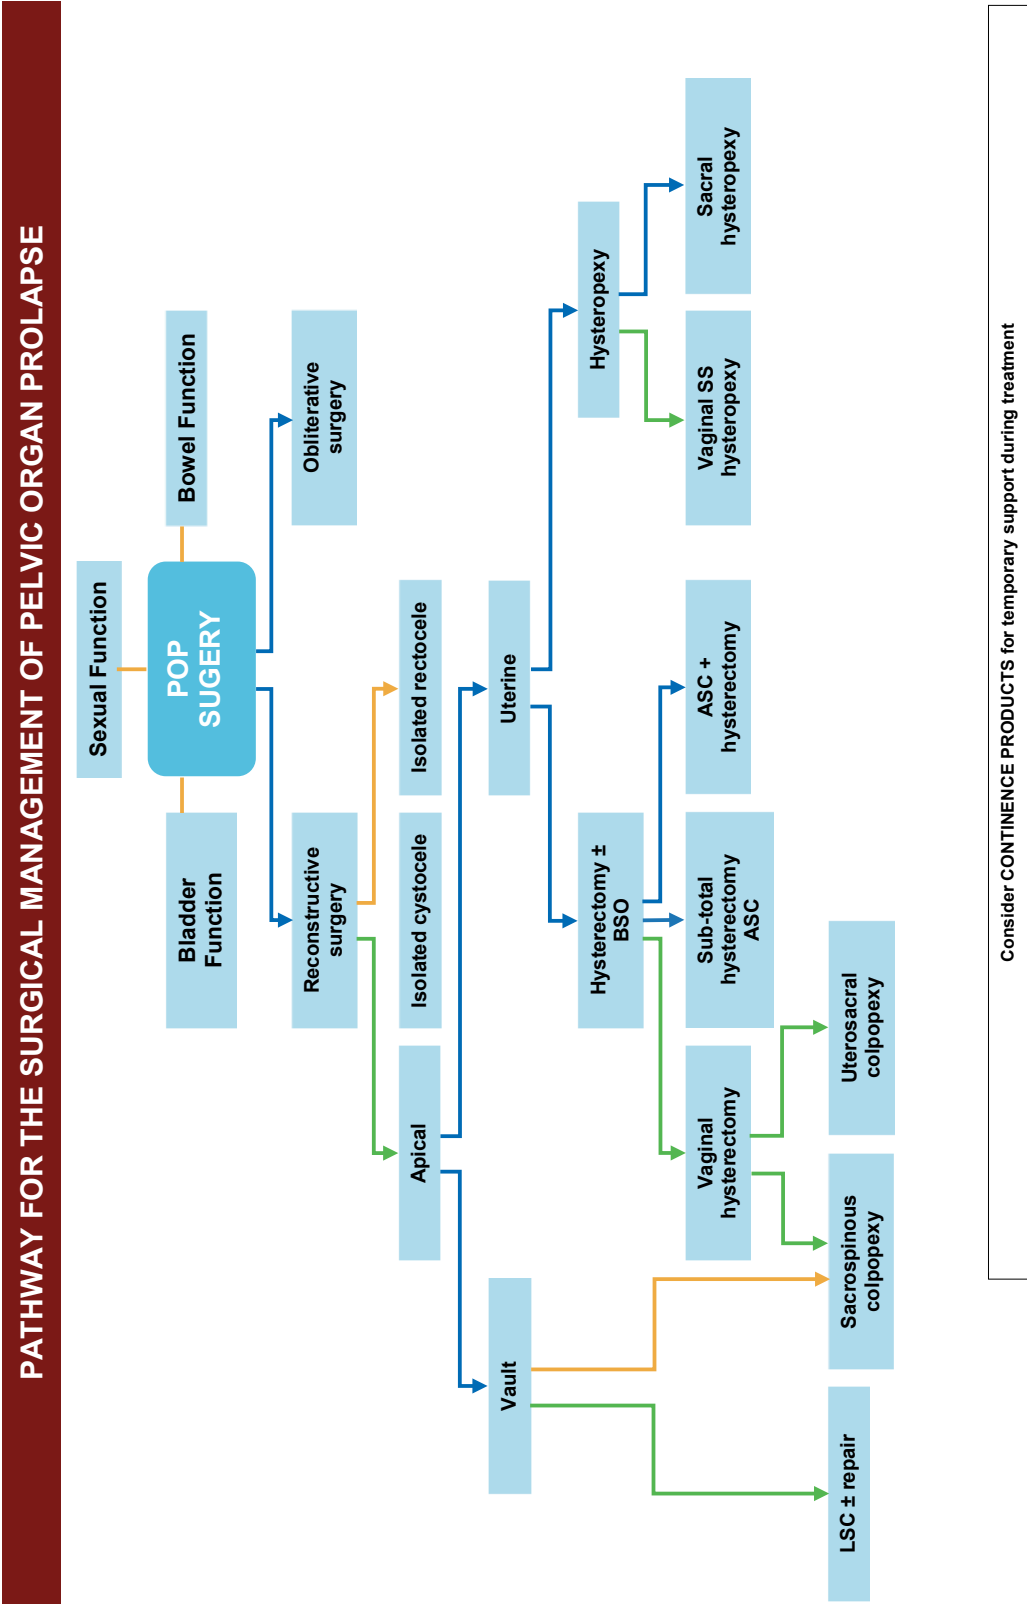 PATHWAY FOR THE SURGICAL MANAGEMENT OF PELVIC ORGAN PROLAPSE
Sexual Function
Bladder
Function
POP
SUGERY
Bowel Function
Reconstructive
surgery
Obliterative
surgery
Apical
Isolated cystocele
Isolated rectocele
Vault
Uterine
Hysterectomy ±
BSO
Hysteropexy
Vaginal
hysterectomy
Sub-total
hysterectomy
ASC
ASC +
hysterectomy
Vaginal SS
hysteropexy
Sacral
hysteropexy
LSC ± repair
Sacrospinous
colpopexy
Uterosacral
colpopexy
Consider CONTINENCE PRODUCTS for temporary support during treatment